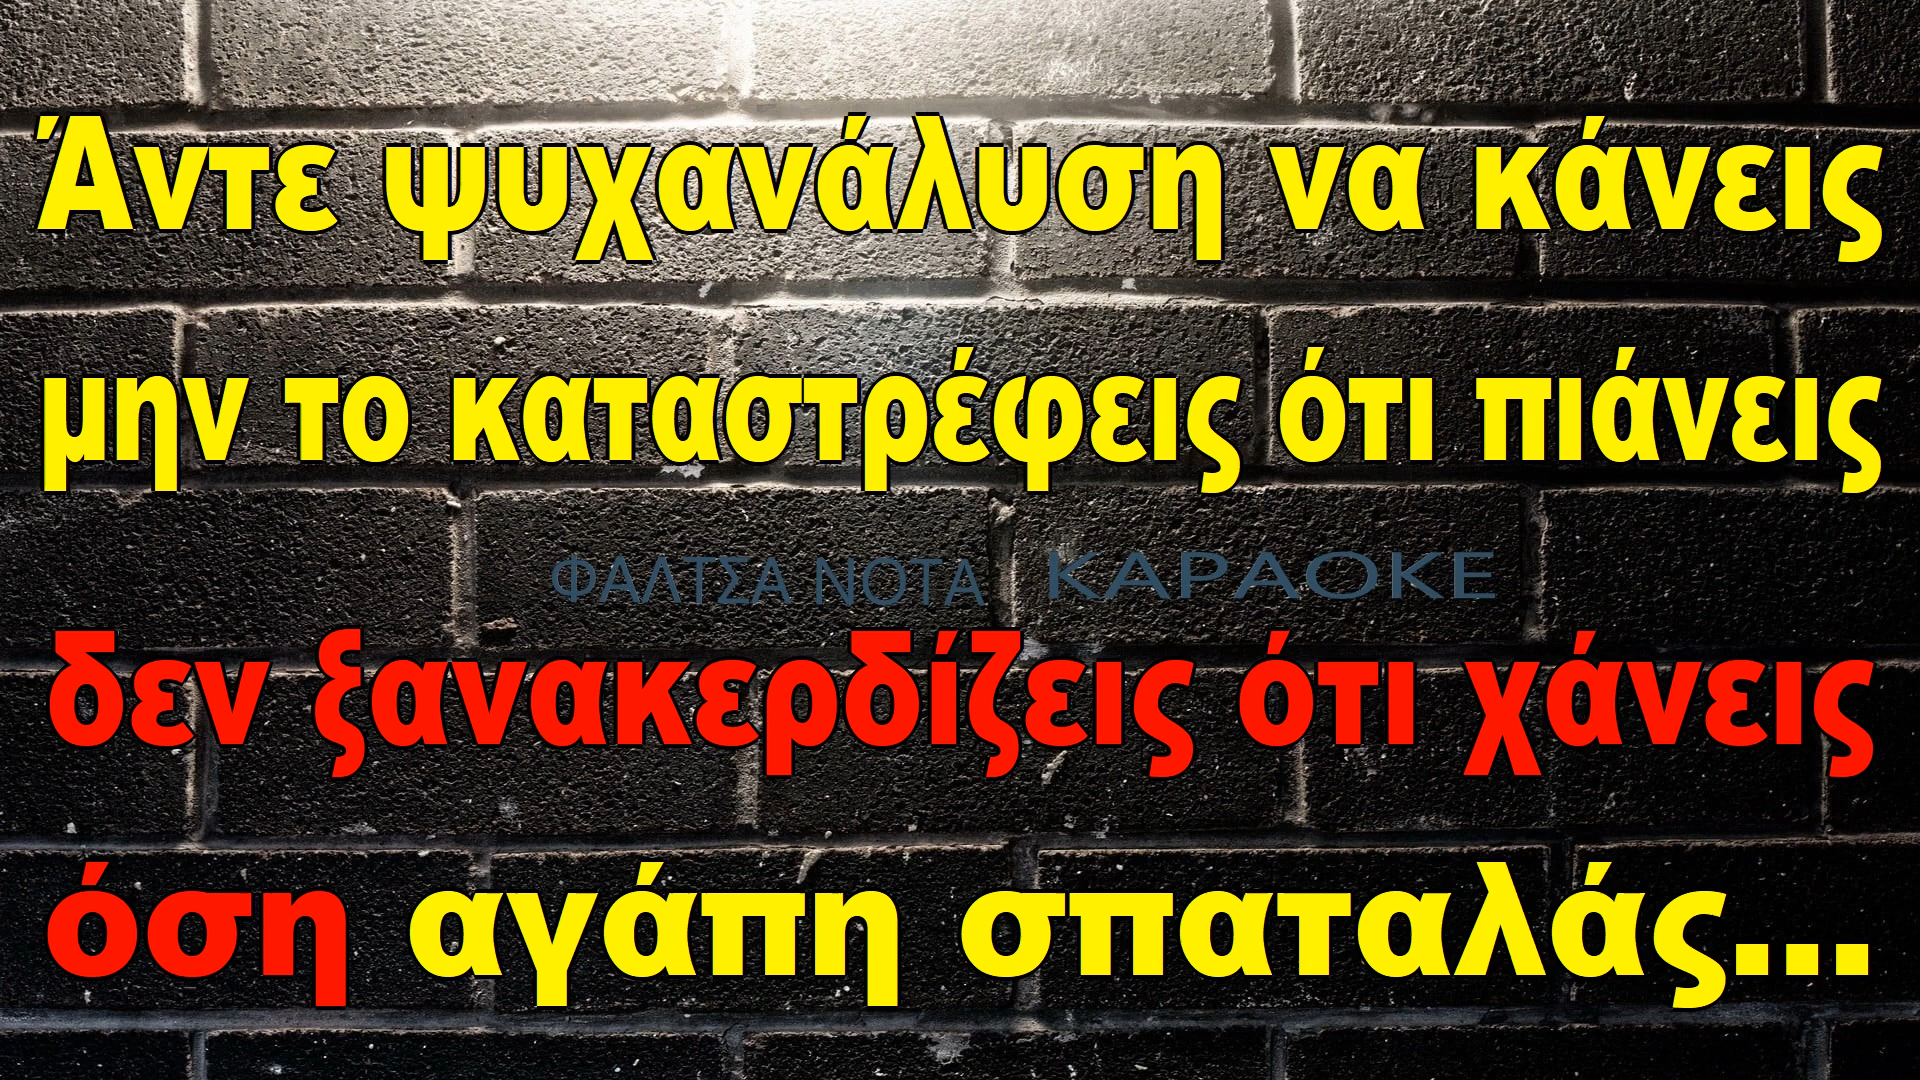 Άντε ψυχανάλυση να κάνεις
μην το καταστρέφεις ότι πιάνεις
ΦΑΛΤΣΑ ΝΟΤΑ ΚΑΡΑΟΚΕ
δεν ξανακερδίζεις ότι χάνεις
όση αγάπη σπαταλάς...